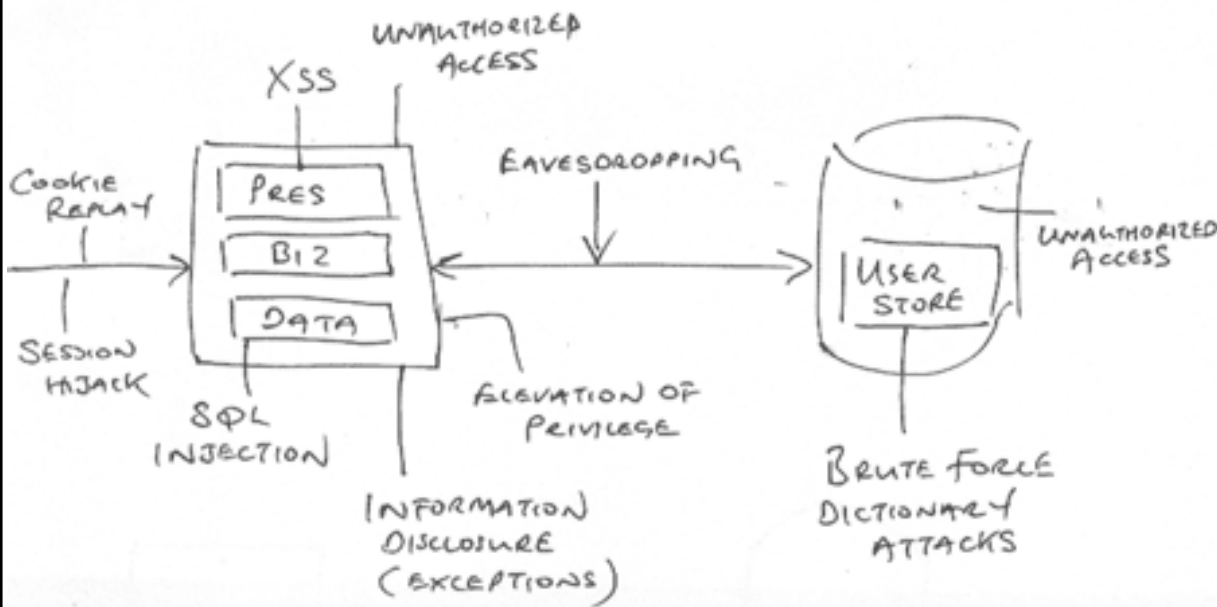 UNAUTHORIZED
ACCESS
XSS
COOKIE
REPLAY
SESSION
HIJACK
PRES
BIZ
DATA
SQL
INJECTION
INFORMATION
DISCLOSURE
(EXCEPTIONS)
ELEVATION OF
PRIVILEGE
EAVESDROPPING
USER
STORE
UNAUTHORIZED
ACCESS
BRUTE FORCE
DICTIONARY
ATTACKS